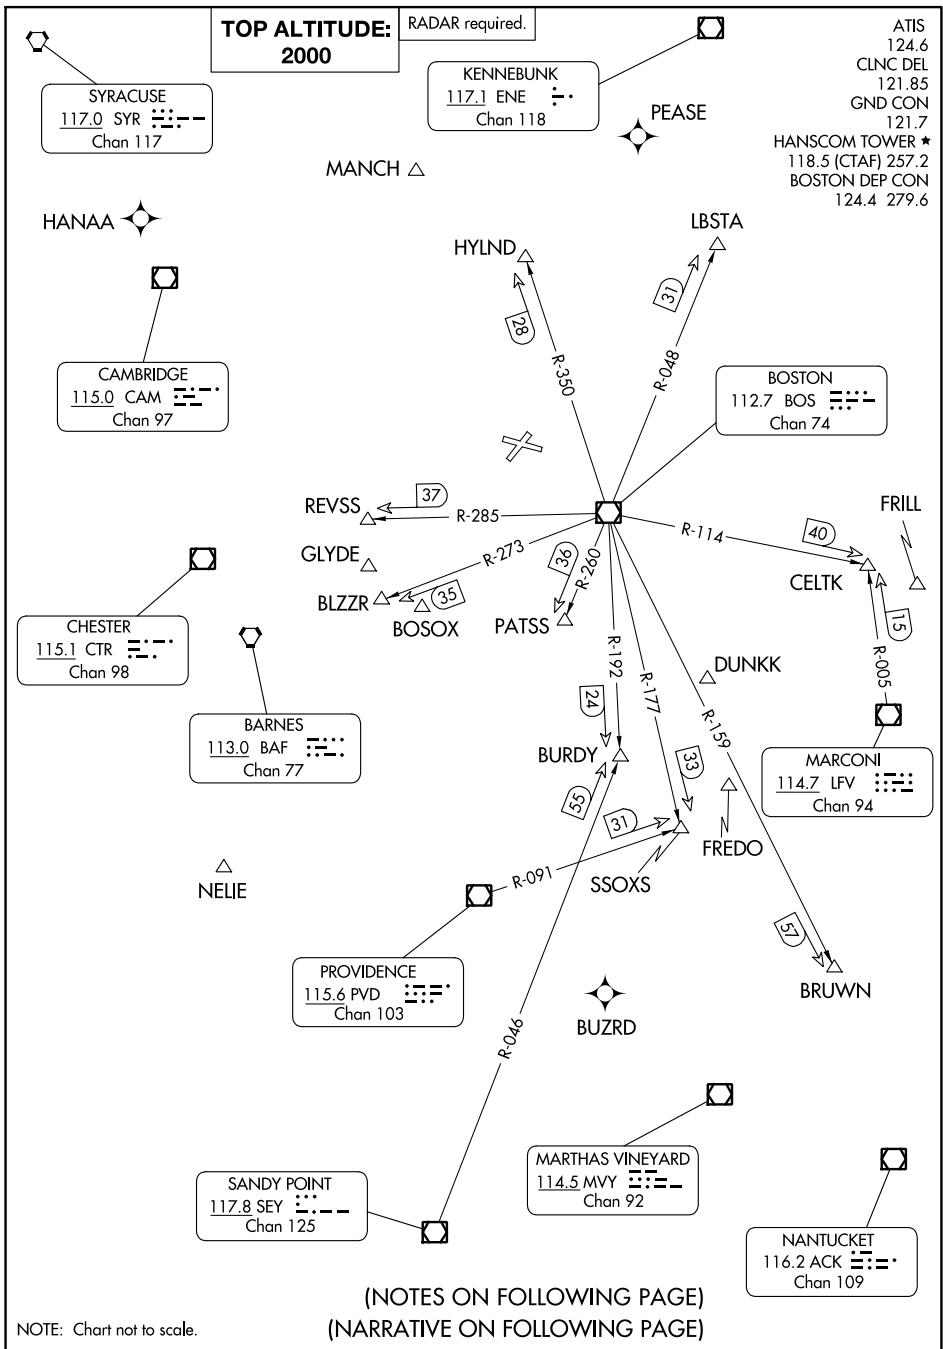 TOP ALTITUDE:
2000
RADAR required.
ATIS
124.6
CLNC DEL
121.85
GND CON
121.7
HANSCOM TOWER ★
118.5 (CTAF) 257.2
BOSTON DEP CON
124.4 279.6
SYRACUSE
117.0 SYR
Chan 117
KENNEBUNK
117.1 ENE
Chan 118
PEASE
MANCH
HANAA
HYLND
LBSTA
28
31
R-350
R-048
CAMBRIDGE
115.0 CAM
Chan 97
BOSTON
112.7 BOS
Chan 74
REVSS
37
R-285
R-114
40
FRILL
GLYDE
R-273
36
R-260
CELTK
BLZZR
35
BOSOX
PATSS
15
CHESTER
115.1 CTR
Chan 98
R-192
R-177
DUNKK
R-005
24
R-159
BARNES
113.0 BAF
Chan 77
BURDY
33
MARCONI
114.7 LFV
Chan 94
55
31
FREDO
NELIE
R-091
SSOXS
57
BRUWN
PROVIDENCE
115.6 PVD
Chan 103
BUZRD
R-046
MARTHAS VINEYARD
114.5 MVY
Chan 92
SANDY POINT
117.8 SEY
Chan 125
NANTUCKET
116.2 ACK
Chan 109
(NOTES ON FOLLOWING PAGE)
NOTE: Chart not to scale.
(NARRATIVE ON FOLLOWING PAGE)